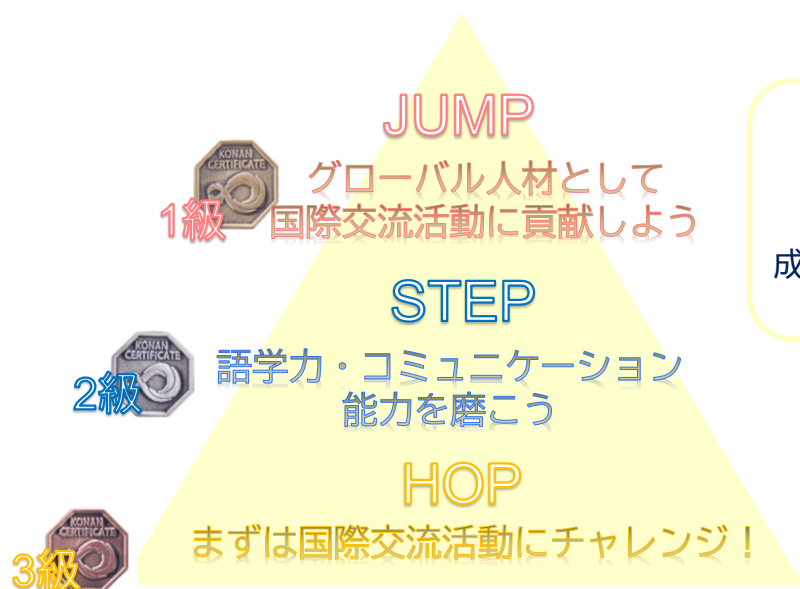 JUMP
KONAN
CERTIFICATE
グローバル人材として
1級
国際交流活動に貢献しよう
成
STEP
KONAN
CERTIFICATE
語学力・コミュニケーション
2級
能力を磨こう
HOP
KONAN
CERTIFICATE
まずは国際交流活動にチャレンジ！
3級